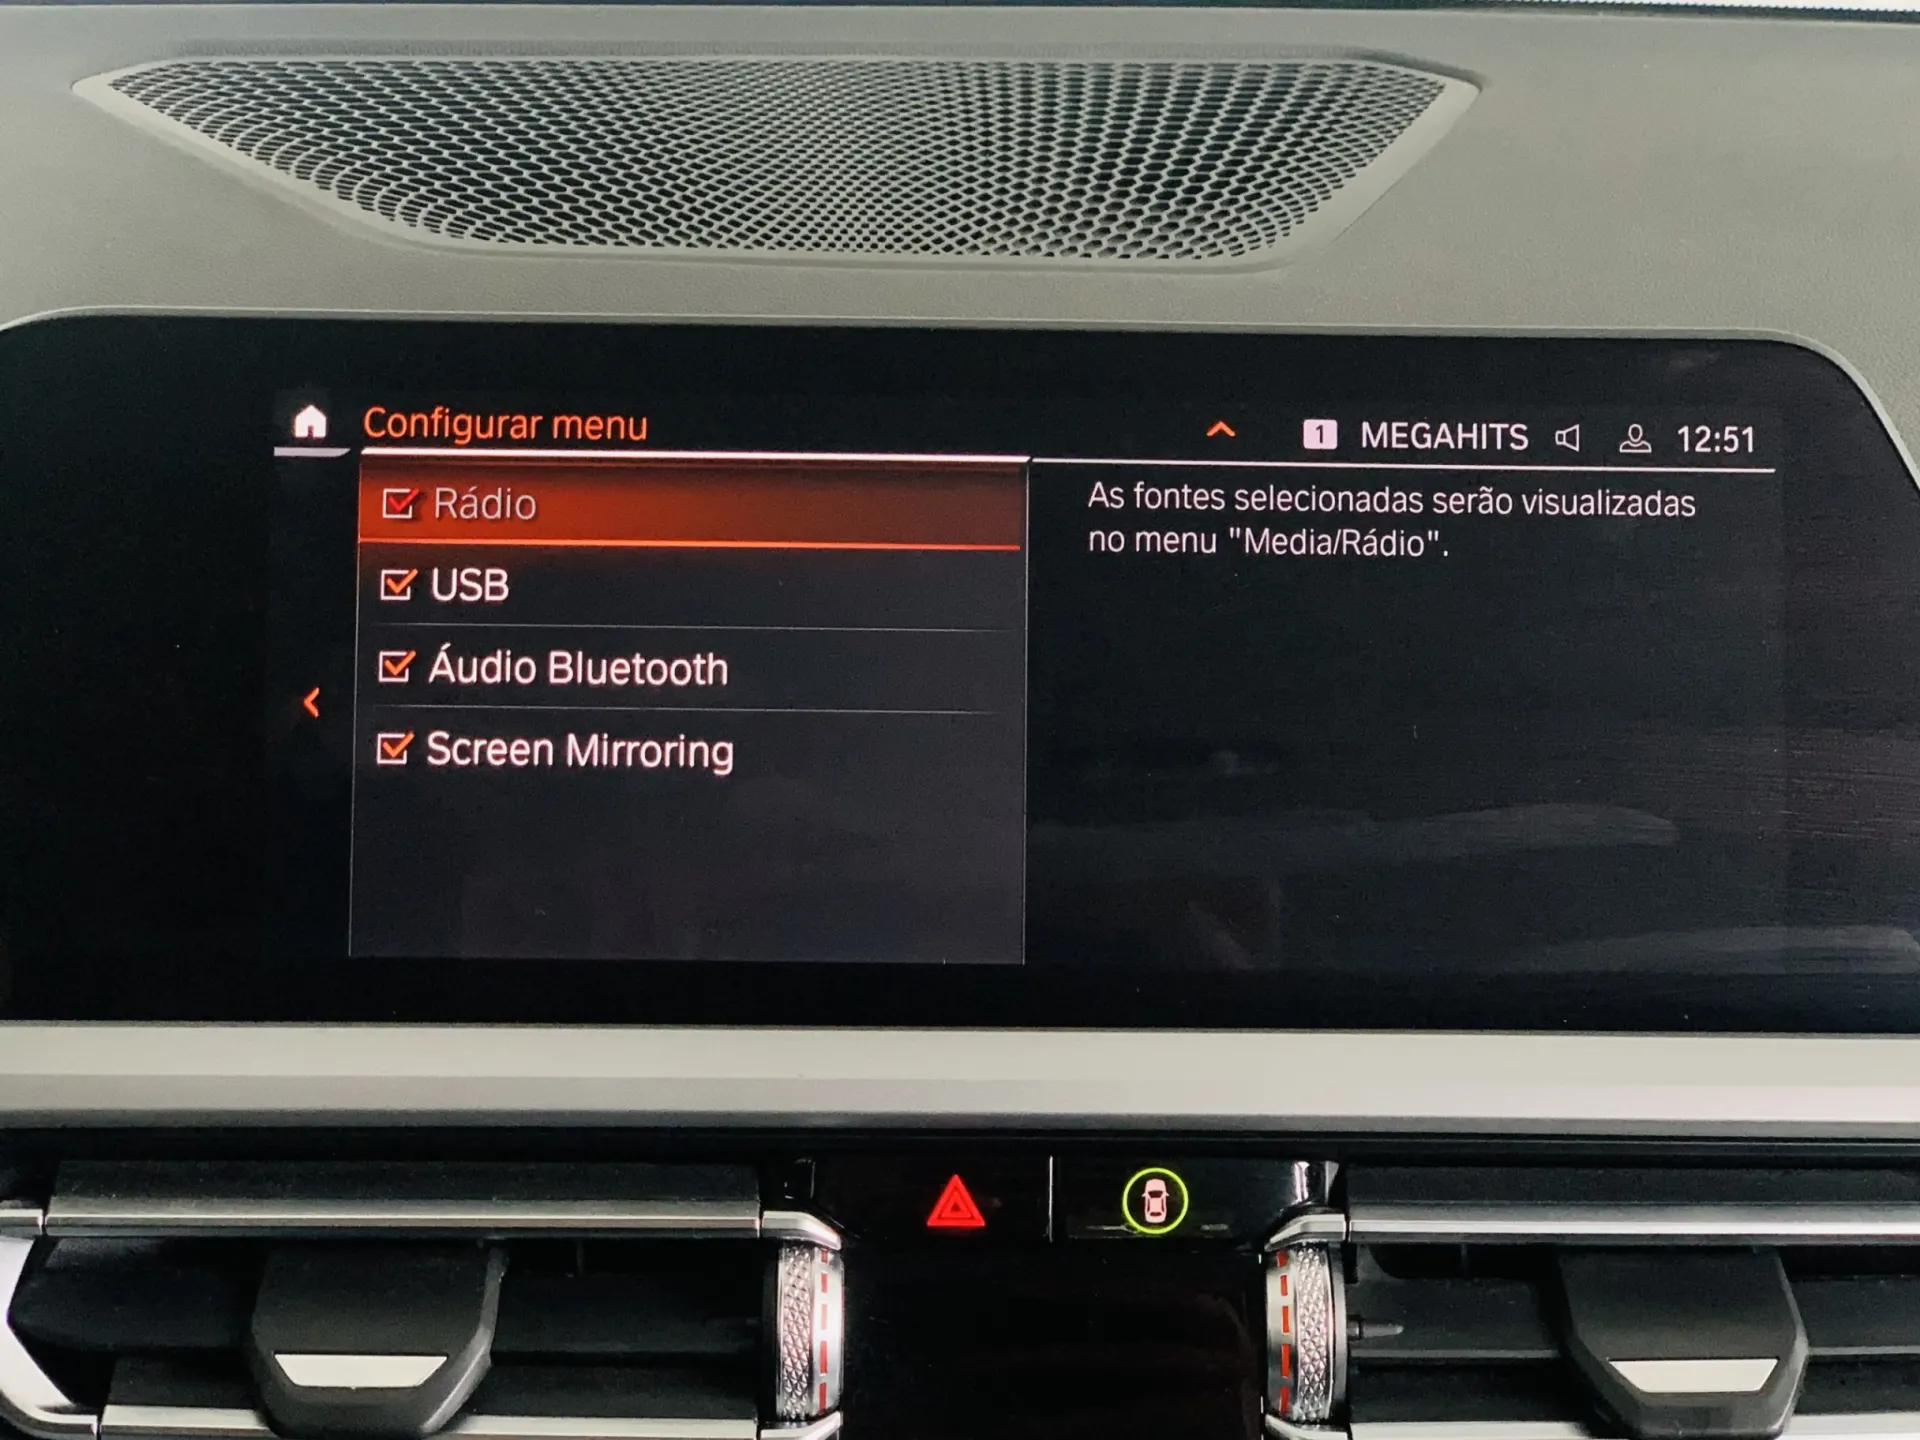 Configurar menu
1 MEGAHITS 12:51
Rádio
USB
Áudio Bluetooth
Screen Mirroring
As fontes selecionadas serão visualizadas
no menu "Media/Rádio".